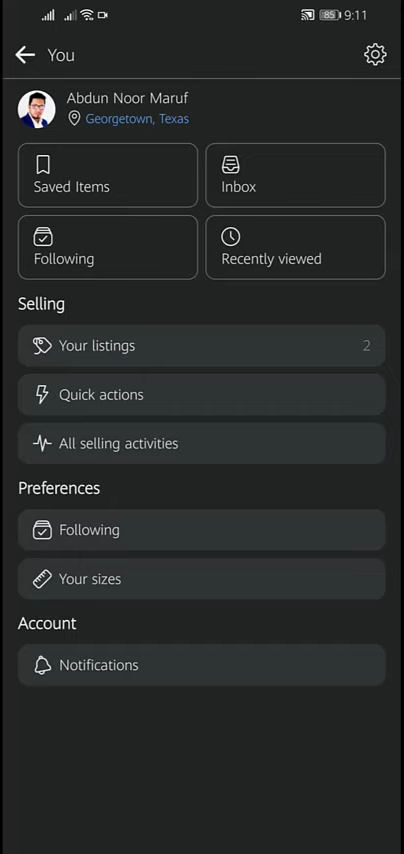 85 9:11
You
Abdun Noor Maruf
Georgetown, Texas
Saved Items
Inbox
Following
Recently viewed
Selling
Your listings 2
Quick actions
All selling activities
Preferences
Following
Your sizes
Account
Notifications